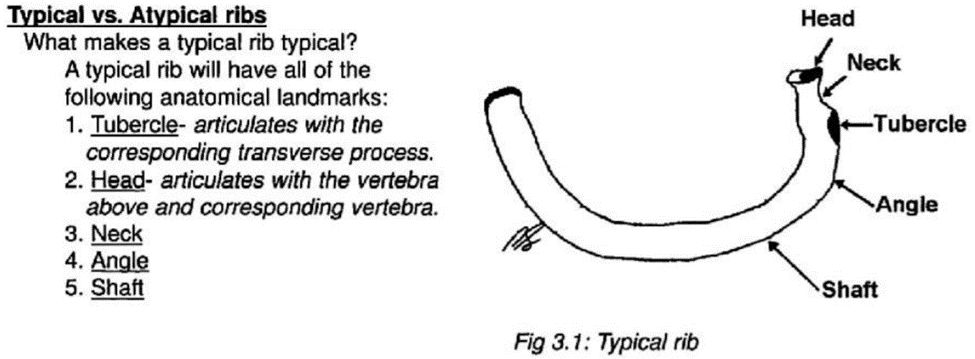 Typical vs. Atypical ribs
What makes a typical rib typical?
A typical rib will have all of the
following anatomical landmarks:
1. Tubercle- articulates with the
corresponding transverse process.
2. Head- articulates with the vertebra
above and corresponding vertebra.
3. Neck
4. Angle
5. Shaft
Head
Neck
Tubercle
Angle
Shaft
Fig 3.1: Typical rib